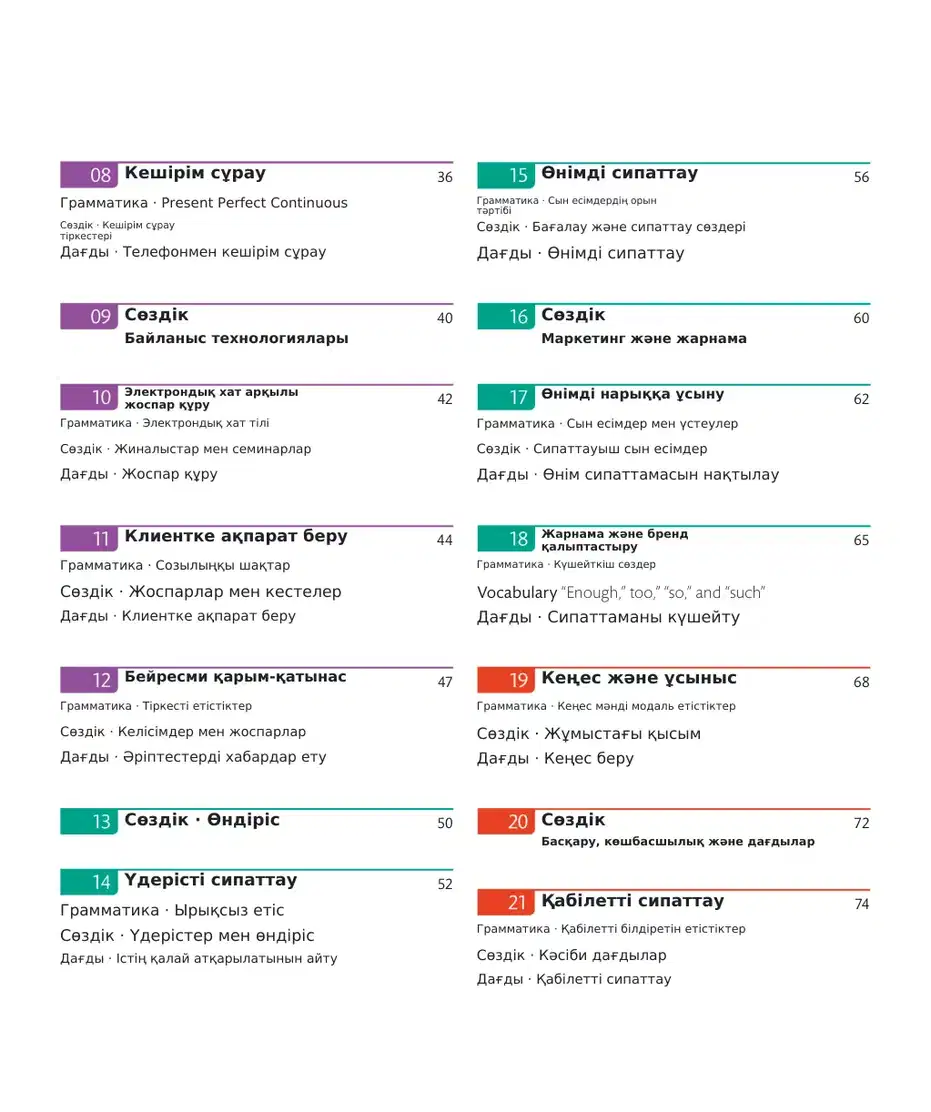 08 Кешірім сұрау 36
Грамматика · Present Perfect Continuous
Сөздік · Кешірім сұрау
тіркестері
Дағды · Телефонмен кешірім сұрау
09 Сөздік 40
Байланыс технологиялары
10 Электрондық хат арқылы
жоспар құру 42
Грамматика · Электрондық хат тілі
Сөздік · Жиналыстар мен семинарлар
Дағды · Жоспар құру
11 Клиентке ақпарат беру 44
Грамматика · Созылыңқы шақтар
Сөздік · Жоспарлар мен кестелер
Дағды · Клиентке ақпарат беру
12 Бейресми қарым-қатынас 47
Грамматика · Тіркесті етістіктер
Сөздік · Келісімдер мен жоспарлар
Дағды · Әріптестерді хабардар ету
13 Сөздік · Өндіріс 50
14 Үдерісті сипаттау 52
Грамматика · Ырықсыз етіс
Сөздік · Үдерістер мен өндіріс
Дағды · Істің қалай атқарылатынын айту
15 Өнімді сипаттау 56
Грамматика · Сын есімдердің орын
тәртібі
Сөздік · Бағалау және сипаттау сөздері
Дағды · Өнімді сипаттау
16 Сөздік 60
Маркетинг және жарнама
17 Өнімді нарыққа ұсыну 62
Грамматика · Сын есімдер мен үстеулер
Сөздік · Сипаттауыш сын есімдер
Дағды · Өнім сипаттамасын нақтылау
18 Жарнама және бренд
қалыптастыру 65
Грамматика · Күшейткіш сөздер
Vocabulary “Enough,” too,” “so,” and “such”
Дағды · Сипаттаманы күшейту
19 Кеңес және ұсыныс 68
Грамматика · Кеңес мәнді модаль етістіктер
Сөздік · Жұмыстағы қысым
Дағды · Кеңес беру
20 Сөздік 72
Басқару, көшбасшылық және дағдылар
21 Қабілетті сипаттау 74
Грамматика · Қабілетті білдіретін етістіктер
Сөздік · Кәсіби дағдылар
Дағды · Қабілетті сипаттау